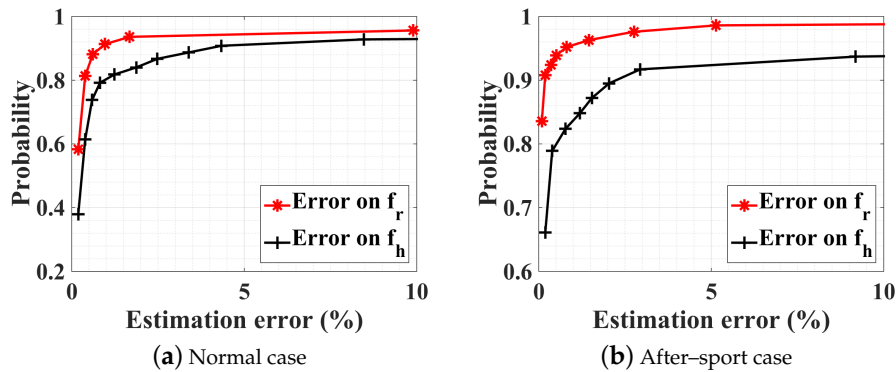 1
0.8
0.6
0.4
0.2
Probability
Error on f_r
Error on f_h
0 5 10
Estimation error (%)
(a) Normal case
1
0.9
0.8
0.7
0.6
Probability
Error on f_r
Error on f_h
0 5 10
Estimation error (%)
(b) After–sport case